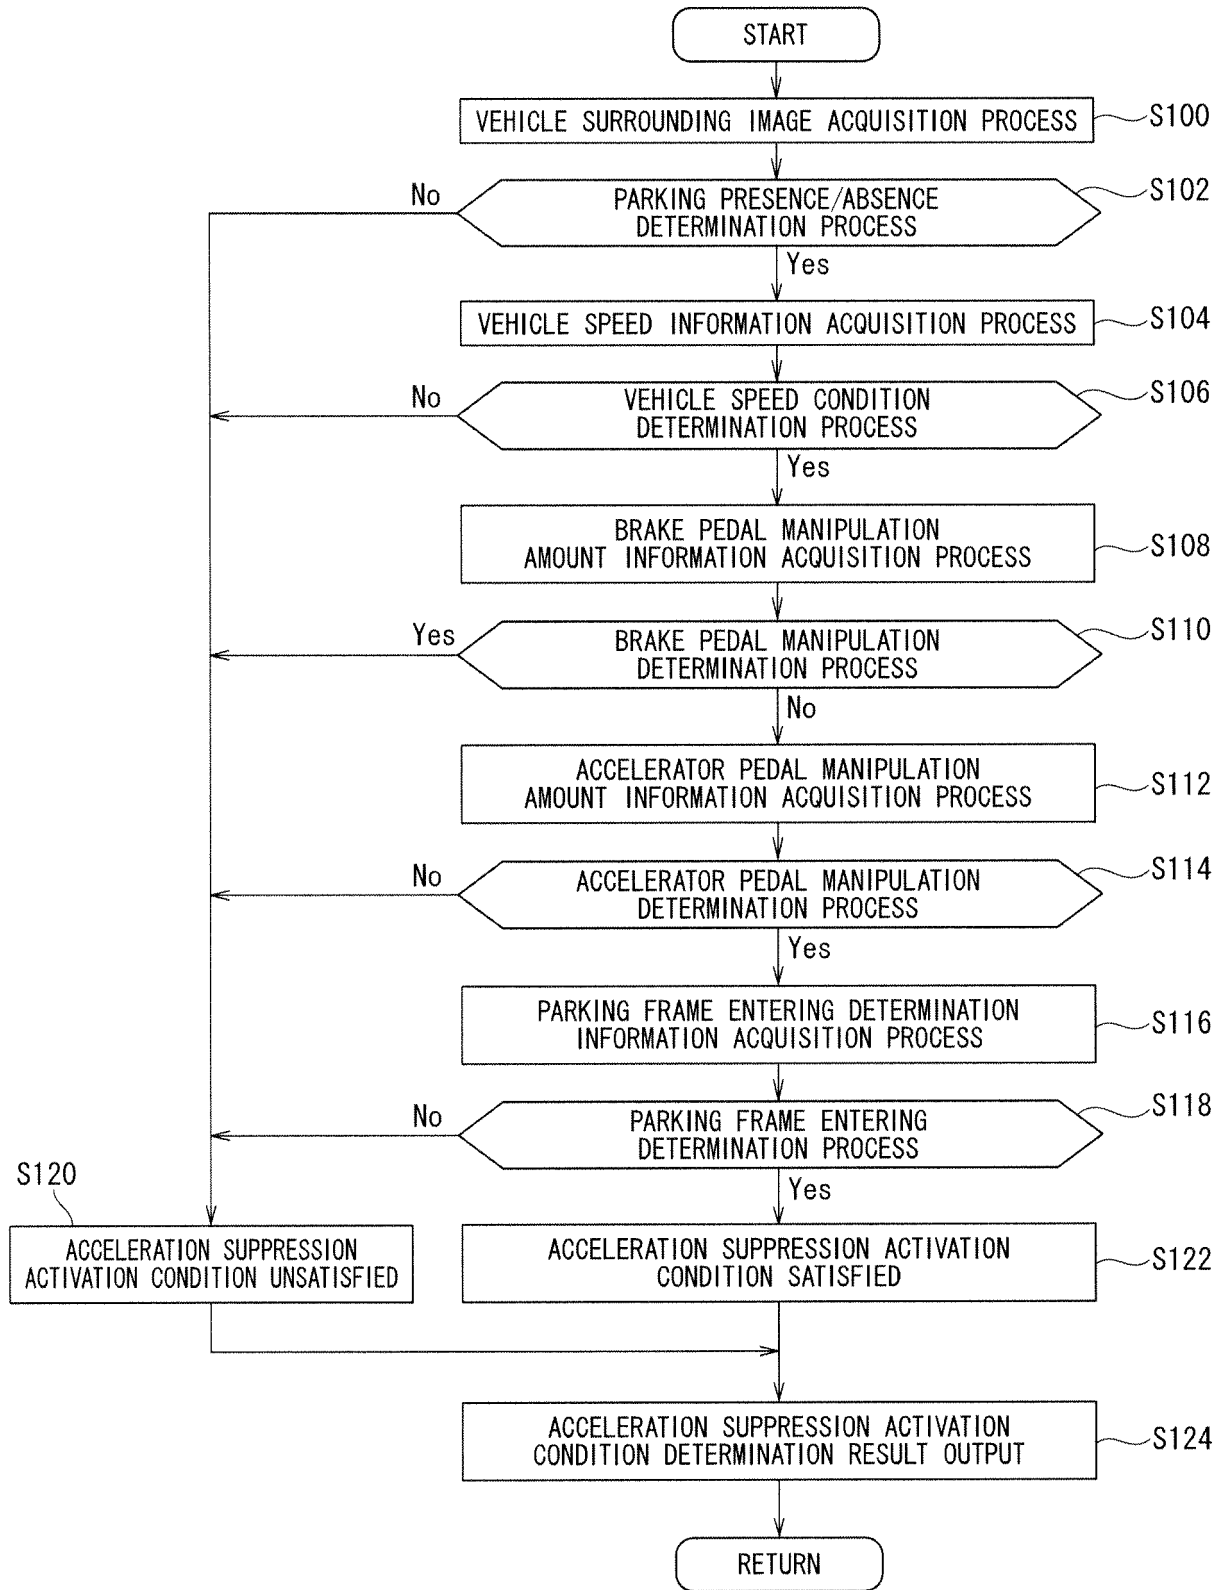 START
VEHICLE SURROUNDING IMAGE ACQUISITION PROCESS
S100
No
PARKING PRESENCE/ABSENCE
DETERMINATION PROCESS
S102
Yes
VEHICLE SPEED INFORMATION ACQUISITION PROCESS
S104
No
VEHICLE SPEED CONDITION
DETERMINATION PROCESS
S106
Yes
BRAKE PEDAL MANIPULATION
AMOUNT INFORMATION ACQUISITION PROCESS
S108
Yes
BRAKE PEDAL MANIPULATION
DETERMINATION PROCESS
S110
No
ACCELERATOR PEDAL MANIPULATION
AMOUNT INFORMATION ACQUISITION PROCESS
S112
No
ACCELERATOR PEDAL MANIPULATION
DETERMINATION PROCESS
S114
Yes
PARKING FRAME ENTERING DETERMINATION
INFORMATION ACQUISITION PROCESS
S116
No
PARKING FRAME ENTERING
DETERMINATION PROCESS
S118
Yes
S120
ACCELERATION SUPPRESSION
ACTIVATION CONDITION UNSATISFIED
ACCELERATION SUPPRESSION ACTIVATION
CONDITION SATISFIED
S122
ACCELERATION SUPPRESSION ACTIVATION
CONDITION DETERMINATION RESULT OUTPUT
S124
RETURN